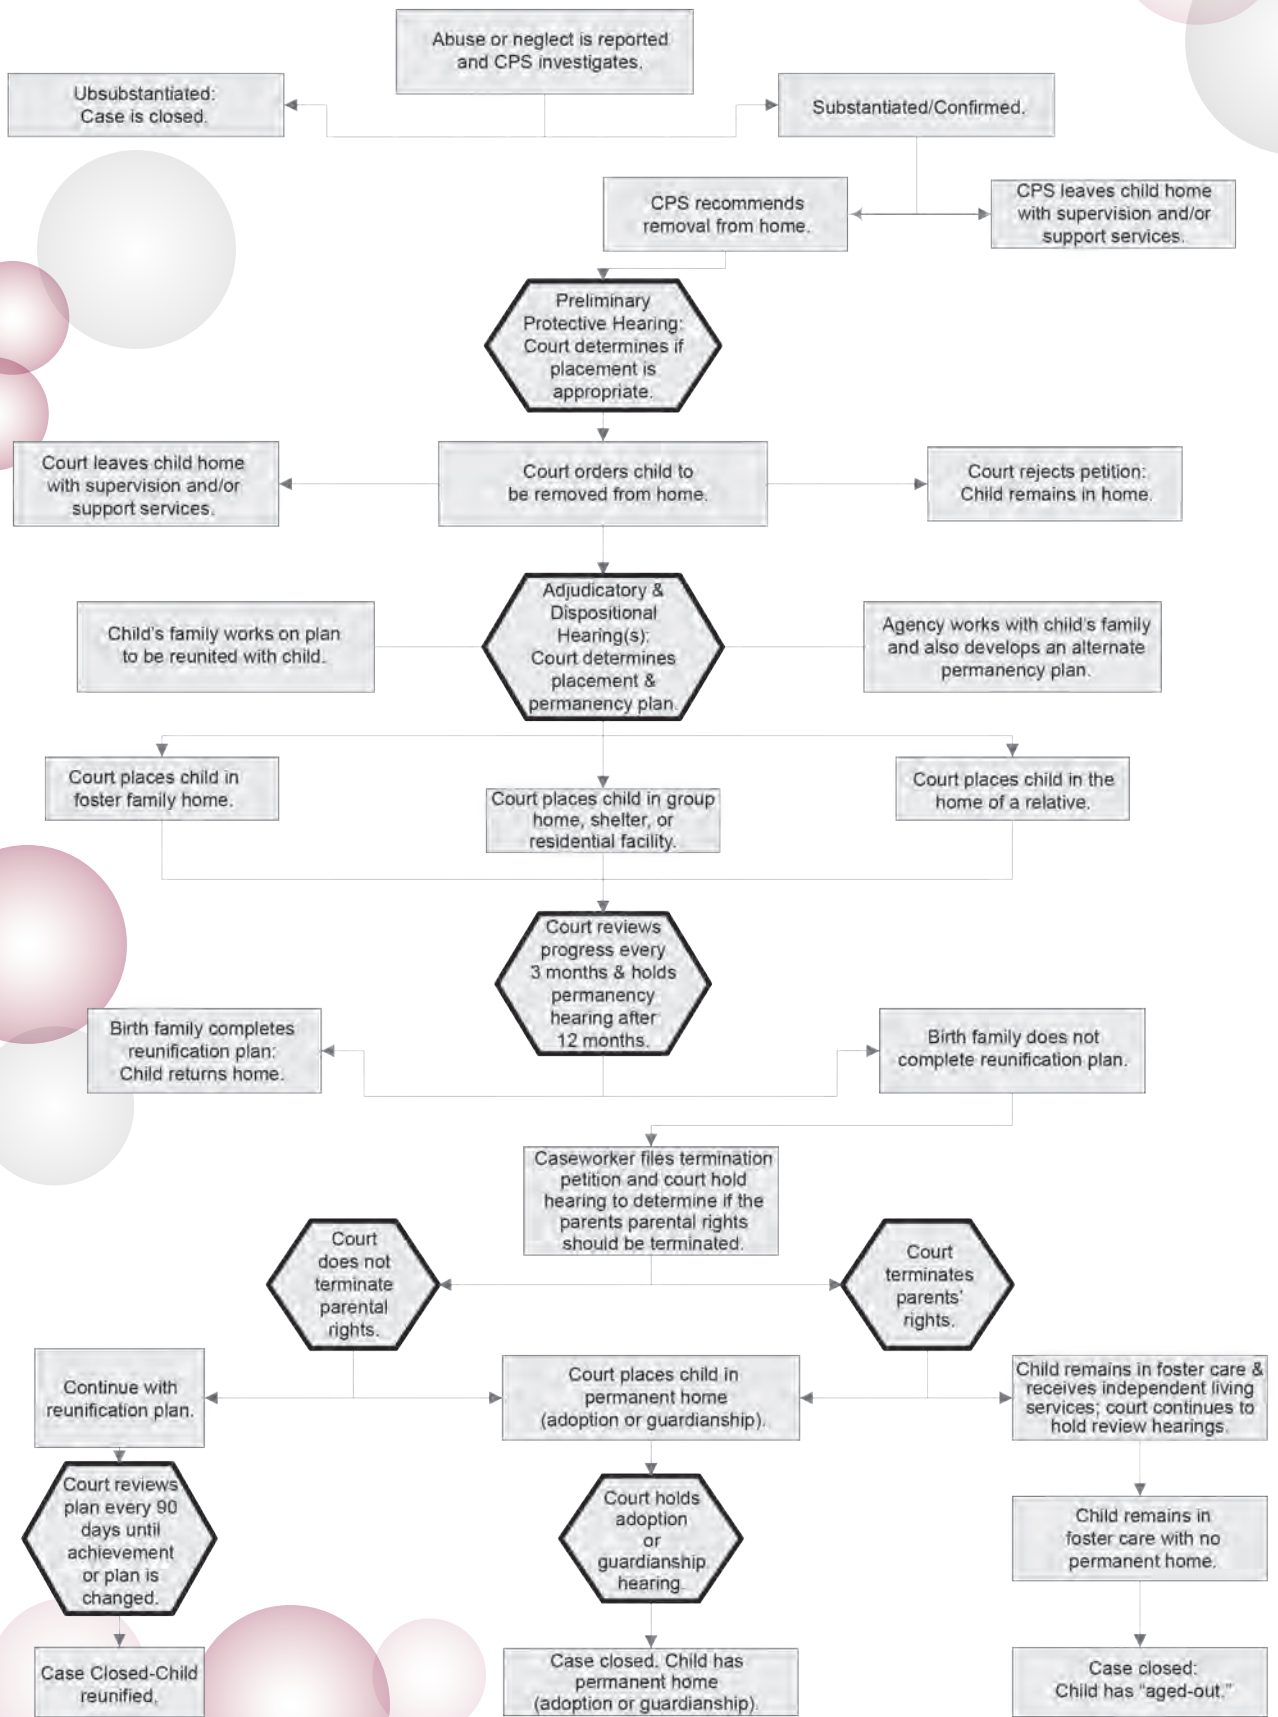 Abuse or neglect is reported
and CPS investigates.
Ubsubstantiated:
Case is closed.
Substantiated/Confirmed.
CPS recommends
removal from home.
CPS leaves child home
with supervision and/or
support services.
Preliminary
Protective Hearing:
Court determines if
placement is
appropriate.
Court leaves child home
with supervision and/or
support services.
Court orders child to
be removed from home.
Court rejects petition:
Child remains in home.
Child's family works on plan
to be reunited with child.
Adjudicatory &
Dispositional
Hearing(s):
Court determines
placement &
permanency plan.
Agency works with child's family
and also develops an alternate
permanency plan.
Court places child in
foster family home.
Court places child in group
home, shelter, or
residential facility.
Court places child in the
home of a relative.
Court reviews
progress every
3 months & holds
permanency
hearing after
12 months.
Birth family completes
reunification plan:
Child returns home.
Birth family does not
complete reunification plan.
Caseworker files termination
petition and court hold
hearing to determine if the
parents parental rights
should be terminated.
Court
does not
terminate
parental
rights.
Court
terminates
parents'
rights.
Continue with
reunification plan.
Court places child in
permanent home
(adoption or guardianship).
Child remains in foster care &
receives independent living
services; court continues to
hold review hearings.
Court reviews
plan every 90
days until
achievement
or plan is
changed.
Court holds
adoption
or
guardianship
hearing.
Child remains in
foster care with no
permanent home.
Case Closed-Child
reunified.
Case closed. Child has
permanent home
(adoption or guardianship).
Case closed:
Child has "aged-out."